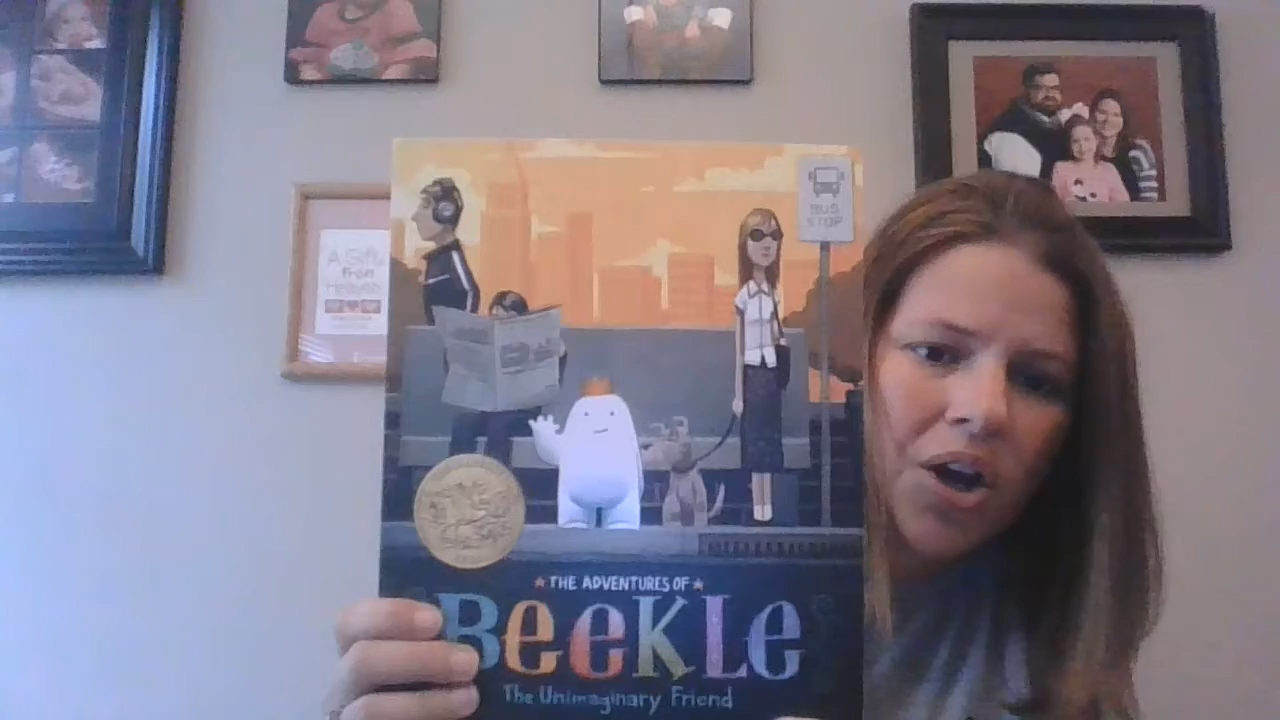 A Gift
from
Heaven
BUS
STOP
THE ADVENTURES OF
BeeKLe
The Unimaginary Friend